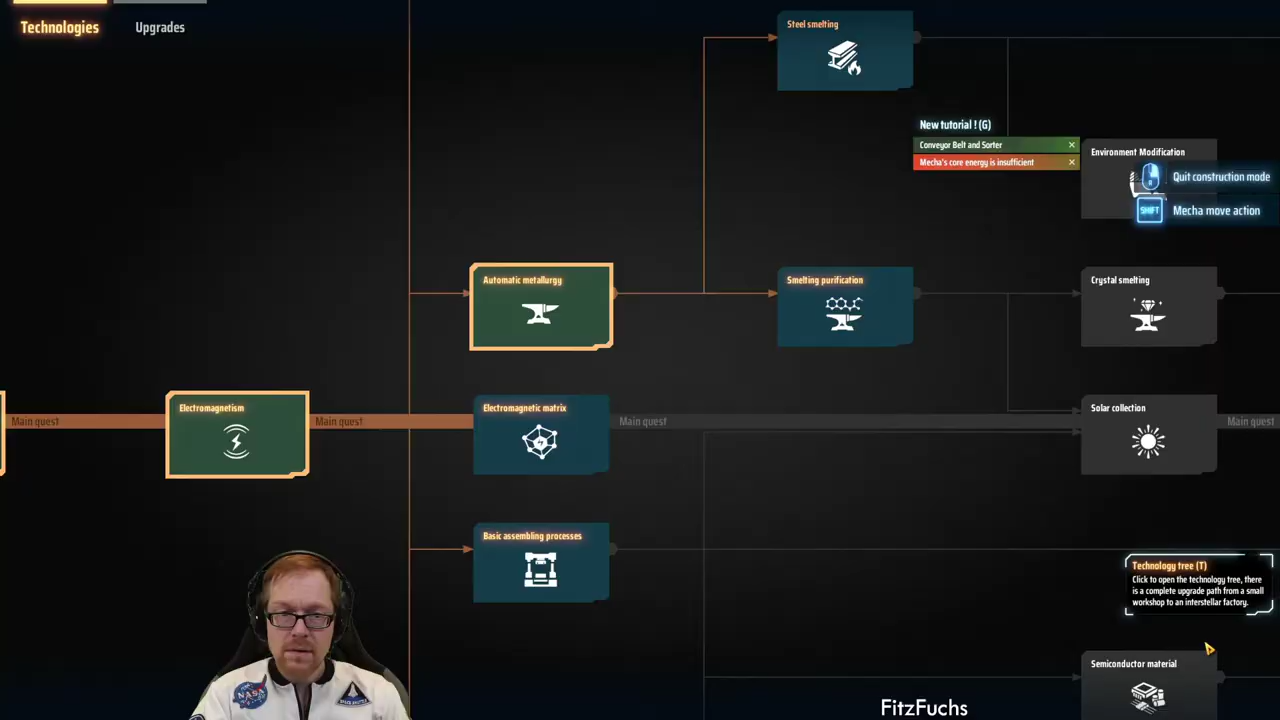 Technologies
Upgrades
Steel smelting
New tutorial ! (G)
Conveyor Belt and Sorter
Mecha's core energy is insufficient
Environment Modification
Quit construction mode
SHIFT
Mecha move action
Automatic metallurgy
Smelting purification
Crystal smelting
Main quest
Electromagnetism
Main quest
Electromagnetic matrix
Main quest
Solar collection
Main quest
Basic assembling processes
Technology tree (T)
Click to open the technology tree, there
is a complete upgrade path from a small
workshop to an interstellar factory.
Semiconductor material
NASA
FitzFuchs